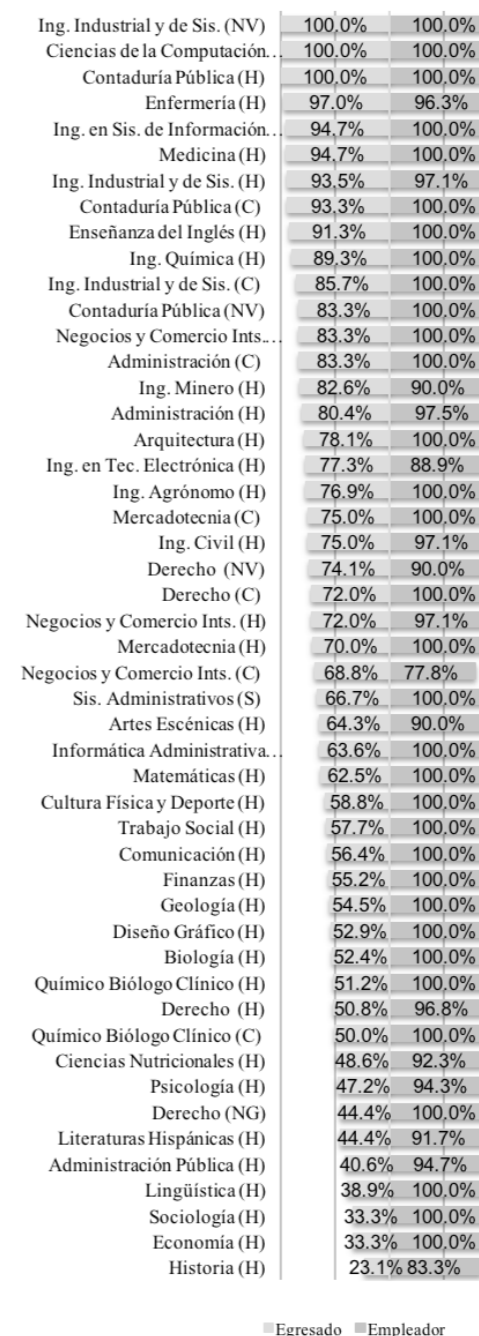 Ing. Industrial y de Sis. (NV) 100.0% 100.0%
Ciencias de la Computación… 100.0% 100.0%
Contaduría Pública (H) 100.0% 100.0%
Enfermería (H) 97.0% 96.3%
Ing. en Sis. de Información… 94.7% 100.0%
Medicina (H) 94.7% 100.0%
Ing. Industrial y de Sis. (H) 93.5% 97.1%
Contaduría Pública (C) 93.3% 100.0%
Enseñanza del Inglés (H) 91.3% 100.0%
Ing. Química (H) 89.3% 100.0%
Ing. Industrial y de Sis. (C) 85.7% 100.0%
Contaduría Pública (NV) 83.3% 100.0%
Negocios y Comercio Ints.… 83.3% 100.0%
Administración (C) 83.3% 100.0%
Ing. Minero (H) 82.6% 90.0%
Administración (H) 80.4% 97.5%
Arquitectura (H) 78.1% 100.0%
Ing. en Tec. Electrónica (H) 77.3% 88.9%
Ing. Agrónomo (H) 76.9% 100.0%
Mercadotecnia (C) 75.0% 100.0%
Ing. Civil (H) 75.0% 97.1%
Derecho (NV) 74.1% 90.0%
Derecho (C) 72.0% 100.0%
Negocios y Comercio Ints. (H) 72.0% 97.1%
Mercadotecnia (H) 70.0% 100.0%
Negocios y Comercio Ints. (C) 68.8% 77.8%
Sis. Administrativos (S) 66.7% 100.0%
Artes Escénicas (H) 64.3% 90.0%
Informática Administrativa… 63.6% 100.0%
Matemáticas (H) 62.5% 100.0%
Cultura Física y Deporte (H) 58.8% 100.0%
Trabajo Social (H) 57.7% 100.0%
Comunicación (H) 56.4% 100.0%
Finanzas (H) 55.2% 100.0%
Geología (H) 54.5% 100.0%
Diseño Gráfico (H) 52.9% 100.0%
Biología (H) 52.4% 100.0%
Químico Biólogo Clínico (H) 51.2% 100.0%
Derecho (H) 50.8% 96.8%
Químico Biólogo Clínico (C) 50.0% 100.0%
Ciencias Nutricionales (H) 48.6% 92.3%
Psicología (H) 47.2% 94.3%
Derecho (NG) 44.4% 100.0%
Literaturas Hispánicas (H) 44.4% 91.7%
Administración Pública (H) 40.6% 94.7%
Lingüística (H) 38.9% 100.0%
Sociología (H) 33.3% 100.0%
Economía (H) 33.3% 100.0%
Historia (H) 23.1% 83.3%
Egresado Empleador